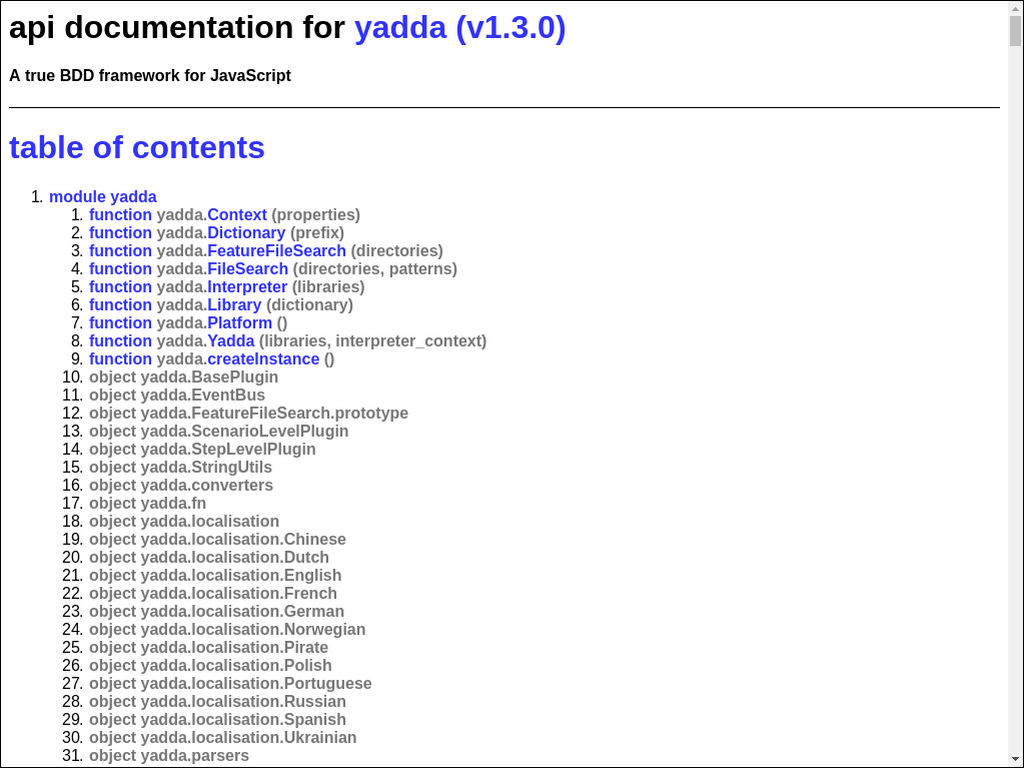 api documentation for yadda (v1.3.0)
A true BDD framework for JavaScript
table of contents
1. module yadda
1. function yadda.Context (properties)
2. function yadda.Dictionary (prefix)
3. function yadda.FeatureFileSearch (directories)
4. function yadda.FileSearch (directories, patterns)
5. function yadda.Interpreter (libraries)
6. function yadda.Library (dictionary)
7. function yadda.Platform ()
8. function yadda.Yadda (libraries, interpreter_context)
9. function yadda.createInstance ()
10. object yadda.BasePlugin
11. object yadda.EventBus
12. object yadda.FeatureFileSearch.prototype
13. object yadda.ScenarioLevelPlugin
14. object yadda.StepLevelPlugin
15. object yadda.StringUtils
16. object yadda.converters
17. object yadda.fn
18. object yadda.localisation
19. object yadda.localisation.Chinese
20. object yadda.localisation.Dutch
21. object yadda.localisation.English
22. object yadda.localisation.French
23. object yadda.localisation.German
24. object yadda.localisation.Norwegian
25. object yadda.localisation.Pirate
26. object yadda.localisation.Polish
27. object yadda.localisation.Portuguese
28. object yadda.localisation.Russian
29. object yadda.localisation.Spanish
30. object yadda.localisation.Ukrainian
31. object yadda.parsers